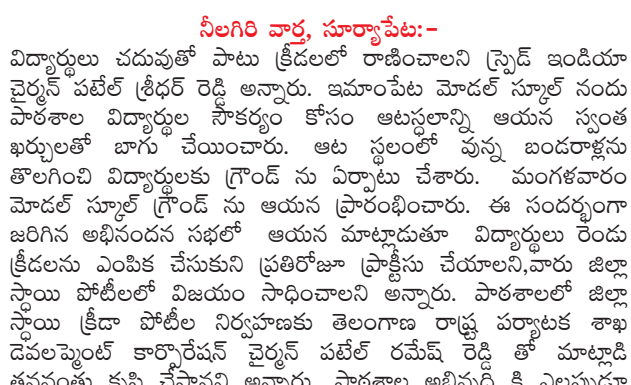 నీలగిరి వార్త, సూర్యాపేట:-
విద్యార్థులు చదువుతో పాటు క్రీడలలో రాణించాలని స్ప్రెడ్ ఇండియా
చైర్మన్ పటేల్ శ్రీధర్ రెడ్డి అన్నారు. ఇమాంపేట మోడల్ స్కూల్ నందు
పాఠశాల విద్యార్థుల సౌకర్యం కోసం ఆటస్థలాన్ని ఆయన స్వంత
ఖర్చులతో బాగు చేయించారు. ఆట స్థలంలో వున్న బండరాళ్లను
తొలగించి విద్యార్థులకు గ్రౌండ్ ను ఏర్పాటు చేశారు. మంగళవారం
మోడల్ స్కూల్ గ్రౌండ్ ను ఆయన ప్రారంభించారు. ఈ సందర్భంగా
జరిగిన అభినందన సభలో ఆయన మాట్లాడుతూ విద్యార్థులు రెండు
క్రీడలను ఎంపిక చేసుకుని ప్రతిరోజూ ప్రాక్టీసు చేయాలని,వారు జిల్లా
స్థాయి పోటీలలో విజయం సాధించాలని అన్నారు. పాఠశాలలో జిల్లా
స్థాయి క్రీడా పోటీల నిర్వహణకు తెలంగాణ రాష్ట్ర పర్యాటక శాఖ
డెవలప్మెంట్ కార్పొరేషన్ చైర్మన్ పటేల్ రమేష్ రెడ్డి తో మాట్లాడి